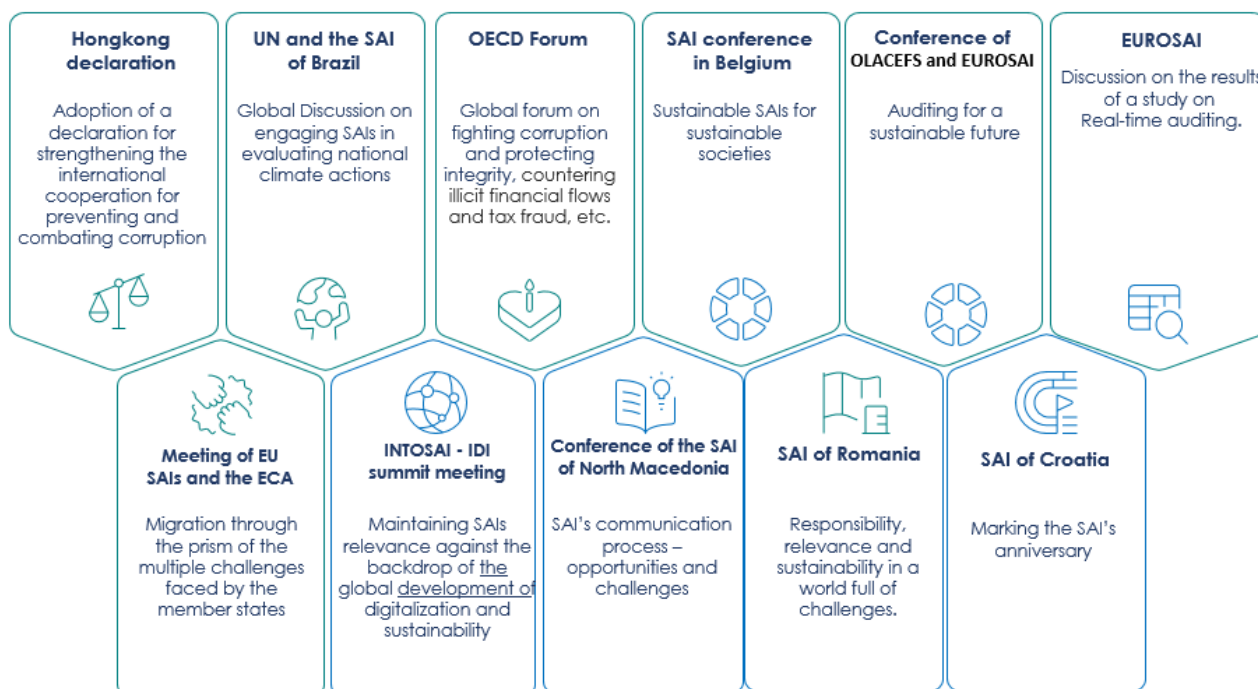 Hongkong
declaration
Adoption of a
declaration for
strengthening the
international
cooperation for
preventing and
combating corruption
UN and the SAI
of Brazil
Global Discussion on
engaging SAIs in
evaluating national
climate actions
OECD Forum
Global forum on
fighting corruption
and protecting
integrity, countering
illicit financial flows
and tax fraud, etc.
SAI conference
in Belgium
Sustainable SAIs for
sustainable
societies
Conference of
OLACEFS and EUROSAI
Auditing for a
sustainable future
EUROSAI
Discussion on the results
of a study on
Real-time auditing.
Meeting of EU
SAIs and the ECA
Migration through
the prism of the
multiple challenges
faced by the
member states
INTOSAI - IDI
summit meeting
Maintaining SAIs
relevance against the
backdrop of the
global development of
digitalization and
sustainability
Conference of the SAI
of North Macedonia
SAI's communication
process –
opportunities and
challenges
SAI of Romania
Responsibility,
relevance and
sustainability in a
world full of
challenges.
SAI of Croatia
Marking the SAI's
anniversary